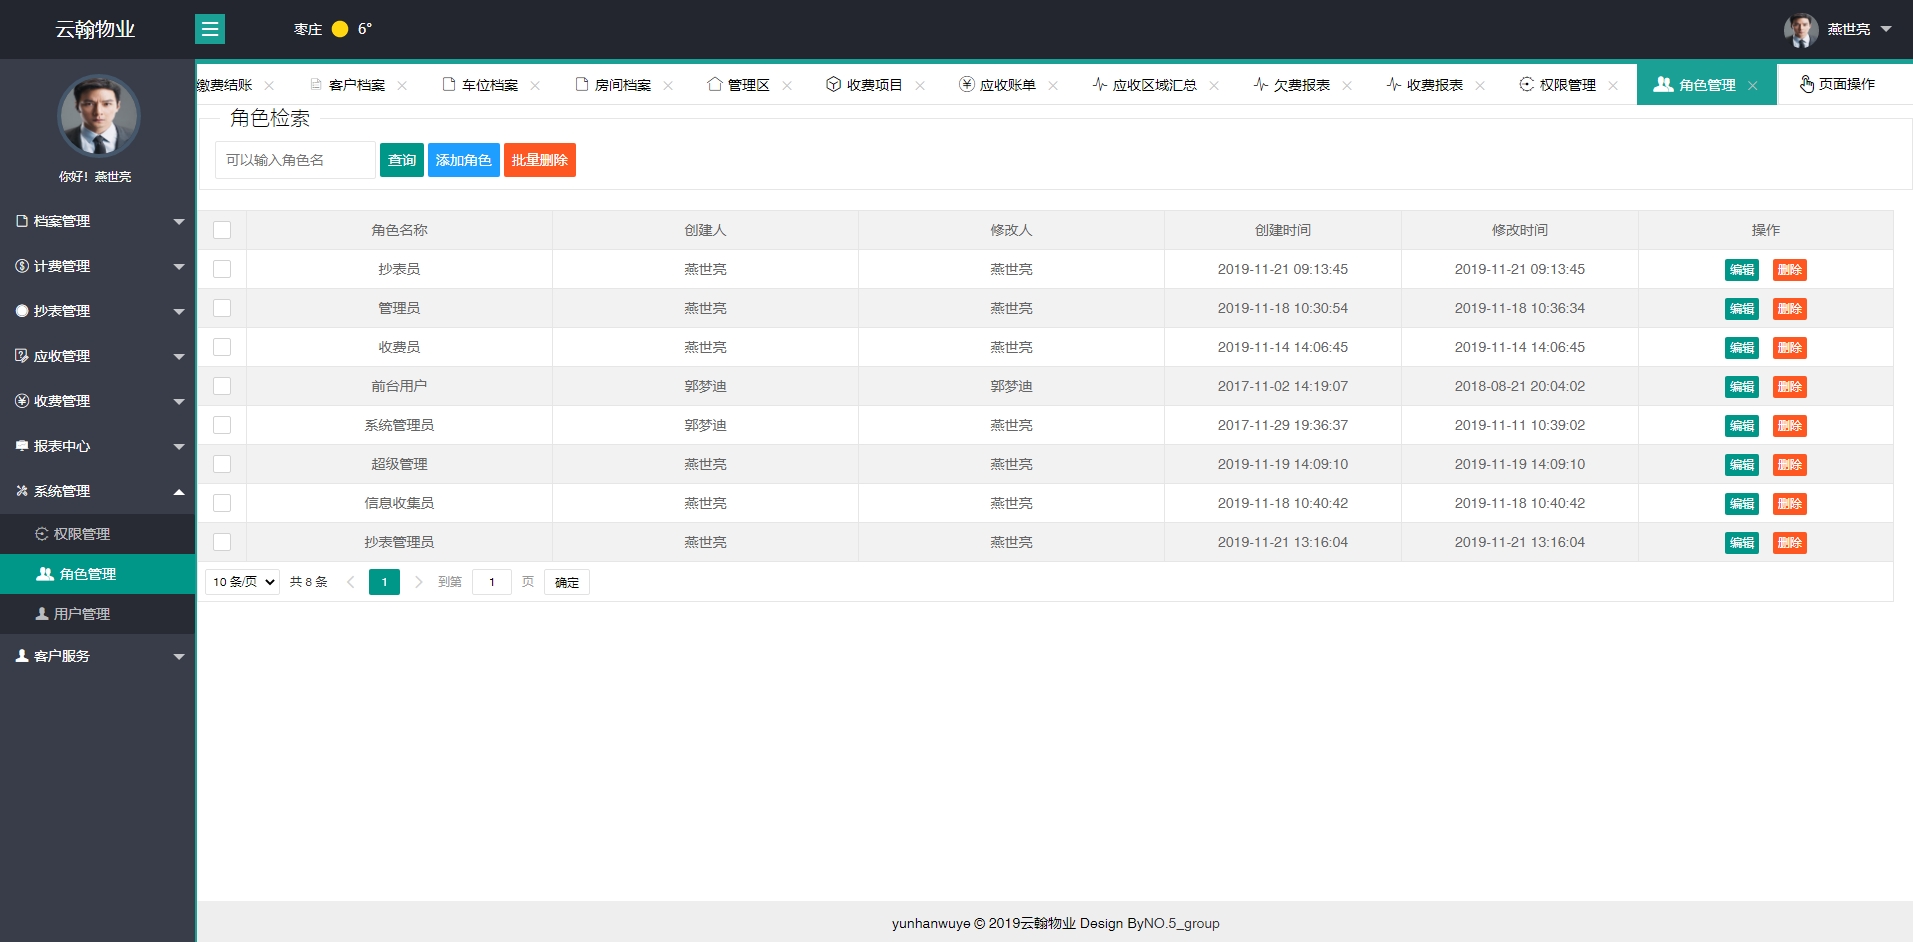 云翰物业
枣庄 6°
燕世亮
你好！燕世亮
档案管理
计费管理
抄表管理
应收管理
收费管理
报表中心
系统管理
权限管理
角色管理
用户管理
客户服务
缴费结账 客户档案 车位档案 房间档案 管理区 收费项目 应收账单 应收区域汇总 欠费报表 收费报表 权限管理 角色管理 页面操作
角色检索
可以输入角色名 查询 添加角色 批量删除
角色名称 创建人 修改人 创建时间 修改时间 操作
抄表员 燕世亮 燕世亮 2019-11-21 09:13:45 2019-11-21 09:13:45 编辑 删除
管理员 燕世亮 燕世亮 2019-11-18 10:30:54 2019-11-18 10:36:34 编辑 删除
收费员 燕世亮 燕世亮 2019-11-14 14:06:45 2019-11-14 14:06:45 编辑 删除
前台用户 郭梦迪 郭梦迪 2017-11-02 14:19:07 2018-08-21 20:04:02 编辑 删除
系统管理员 郭梦迪 燕世亮 2017-11-29 19:36:37 2019-11-11 10:39:02 编辑 删除
超级管理 燕世亮 燕世亮 2019-11-19 14:09:10 2019-11-19 14:09:10 编辑 删除
信息收集员 燕世亮 燕世亮 2019-11-18 10:40:42 2019-11-18 10:40:42 编辑 删除
抄表管理员 燕世亮 燕世亮 2019-11-21 13:16:04 2019-11-21 13:16:04 编辑 删除
10 条/页 共 8 条 1 到第 1 页 确定
yunhanwuye © 2019云翰物业 Design ByNO.5_group